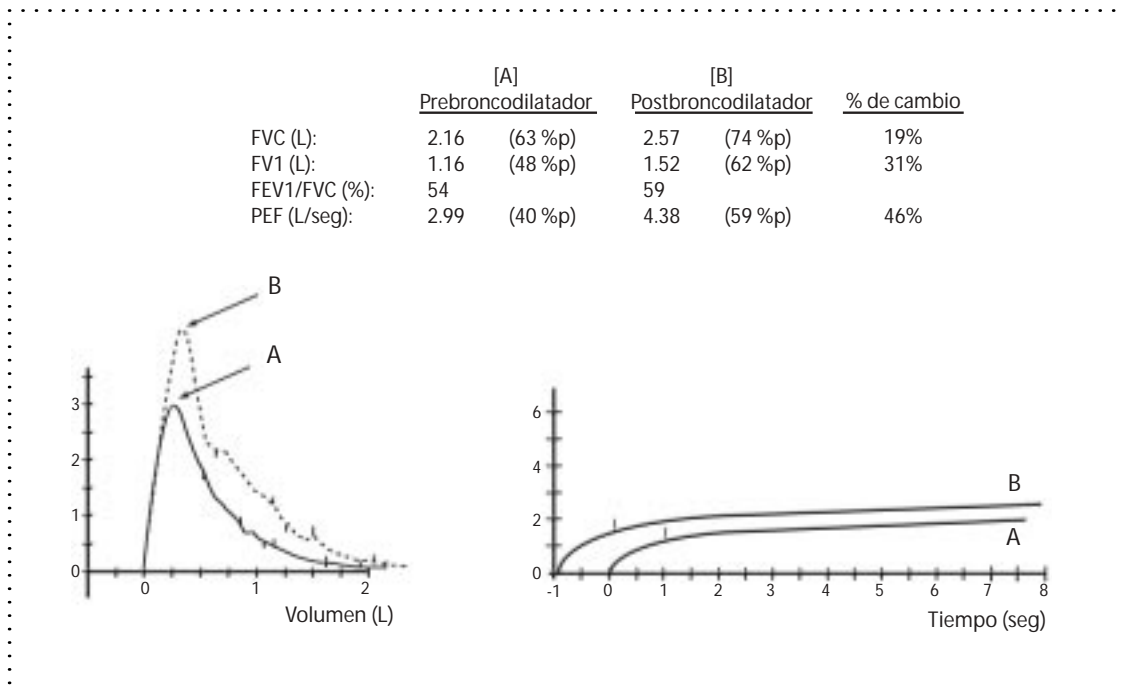 [A] [B]
Prebroncodilatador Postbroncodilatador % de cambio
FVC (L): 2.16 (63 %p) 2.57 (74 %p) 19%
FV1 (L): 1.16 (48 %p) 1.52 (62 %p) 31%
FEV1/FVC (%): 54 59
PEF (L/seg): 2.99 (40 %p) 4.38 (59 %p) 46%
B
A
3
2
1
0
0 1 2
Volumen (L)
6
4
2
0
B
A
-1 0 1 2 3 4 5 6 7 8
Tiempo (seg)